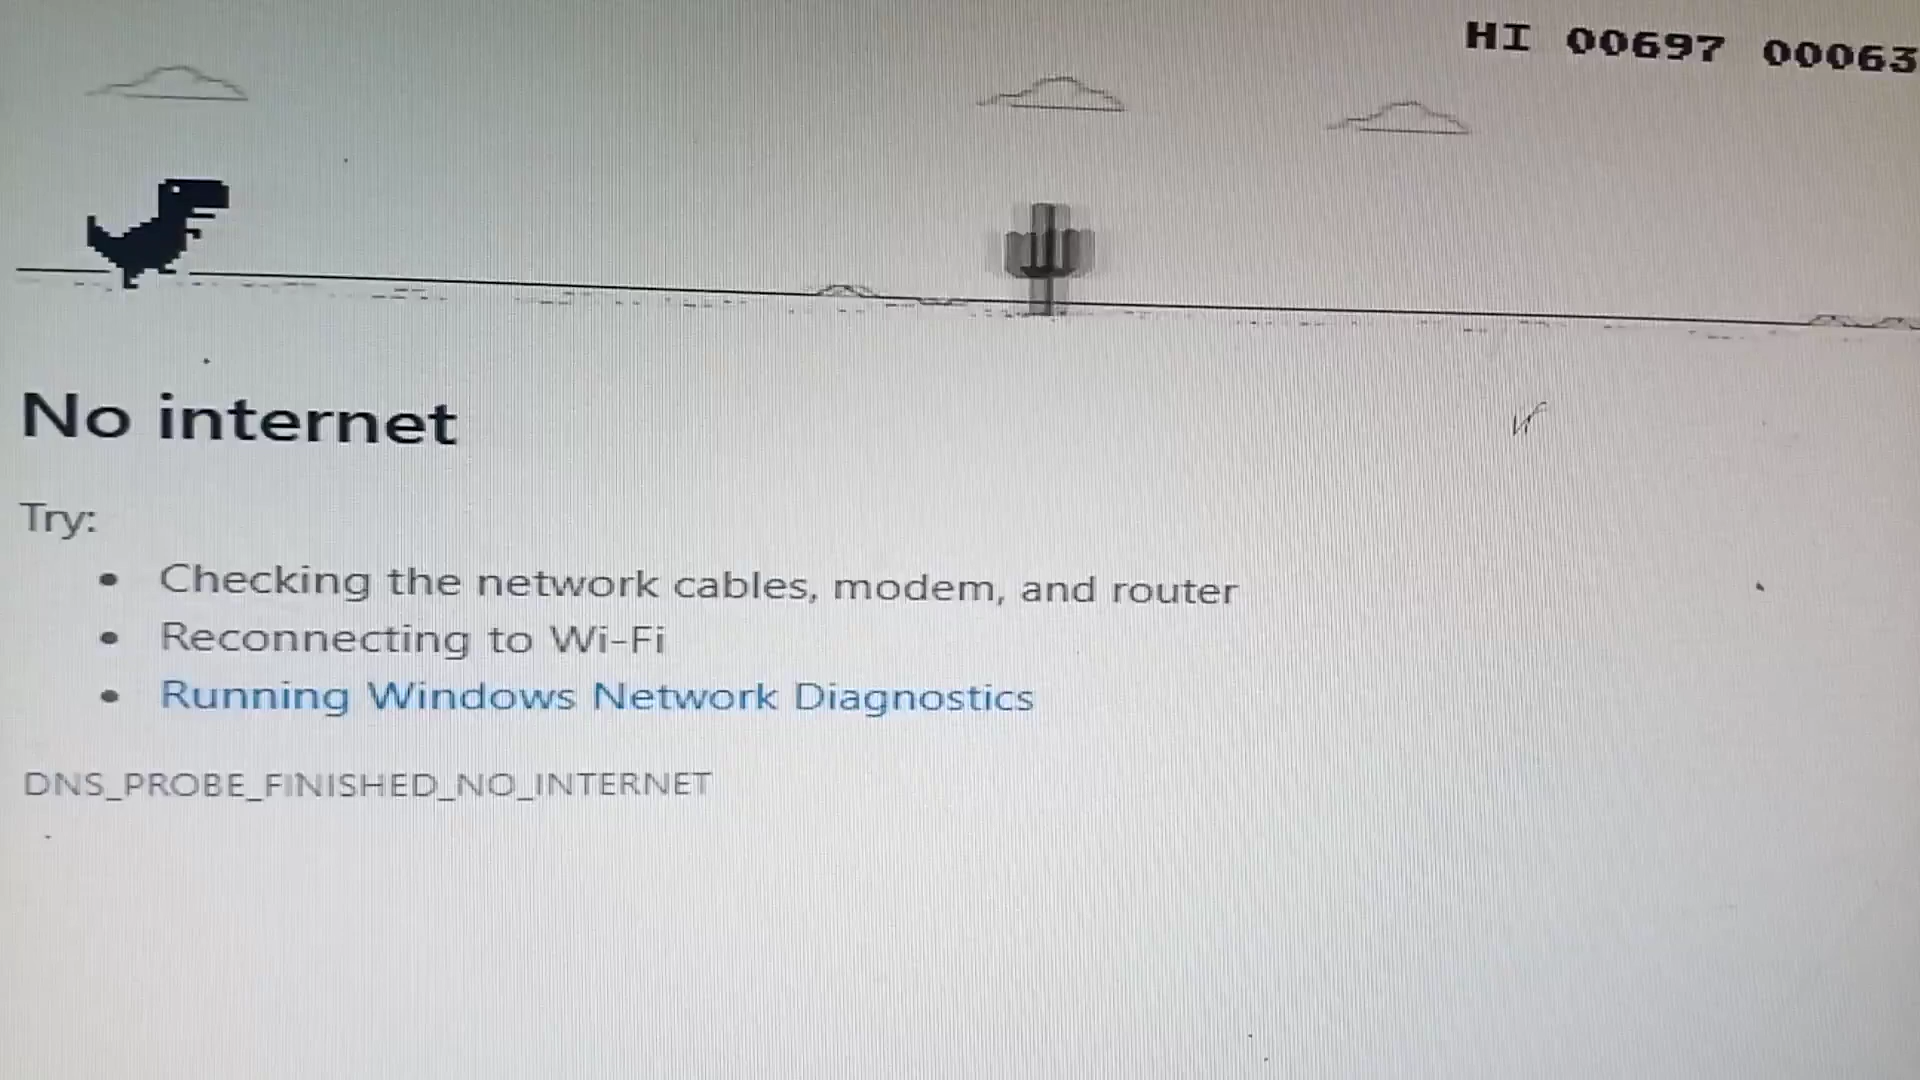 HI 00697 00063
No internet
Try:
• Checking the network cables, modem, and router
• Reconnecting to Wi-Fi
• Running Windows Network Diagnostics
DNS_PROBE_FINISHED_NO_INTERNET